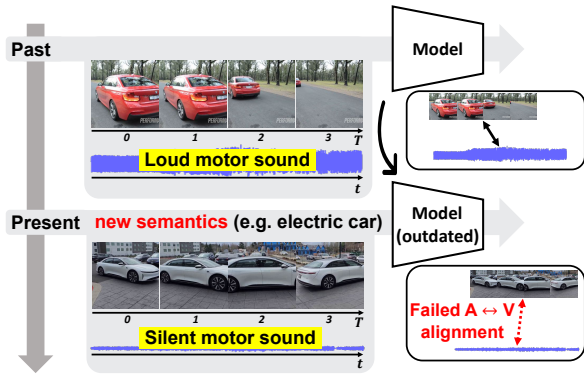 Past
Model
PERFORM
0 1 2 3 T
Loud motor sound
t
Present new semantics (e.g. electric car)
Model
(outdated)
0 1 2 3 T
Failed A ↔ V
alignment
Silent motor sound
t